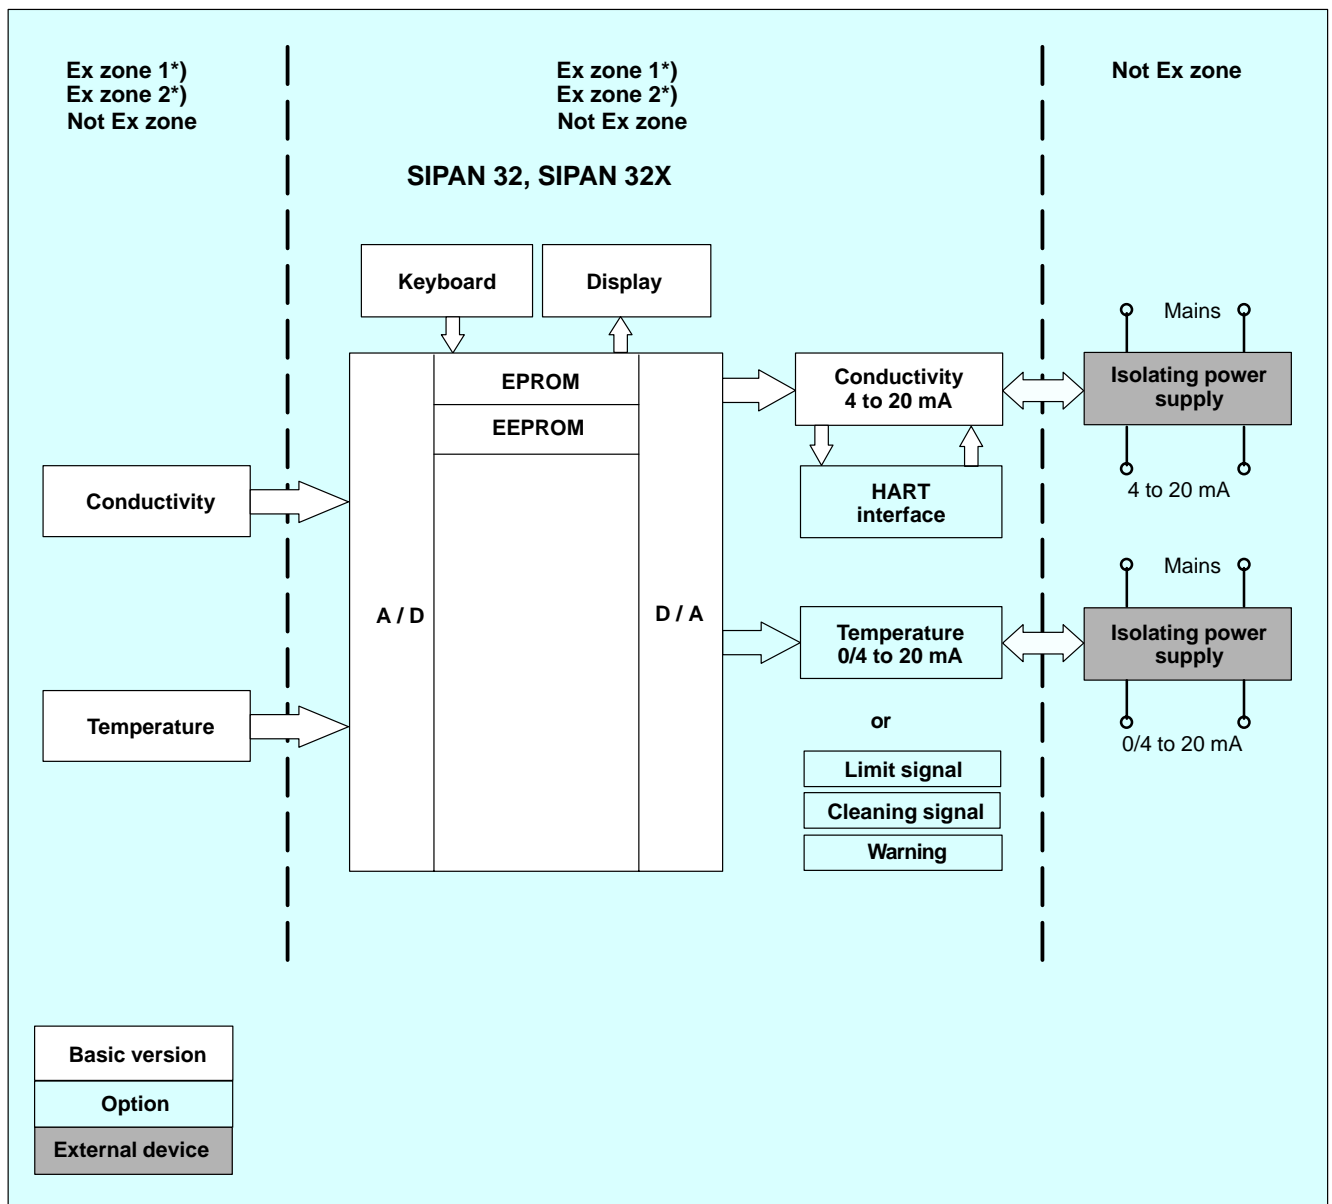 Ex zone 1*)
Ex zone 2*)
Not Ex zone
Ex zone 1*)
Ex zone 2*)
Not Ex zone
Not Ex zone
SIPAN 32, SIPAN 32X
Keyboard
Display
Mains
EPROM
EEPROM
Conductivity
4 to 20 mA
Isolating power
supply
Conductivity
HART
interface
4 to 20 mA
Mains
A / D
D / A
Temperature
0/4 to 20 mA
Isolating power
supply
Temperature
or
0/4 to 20 mA
Limit signal
Cleaning signal
Warning
Basic version
Option
External device